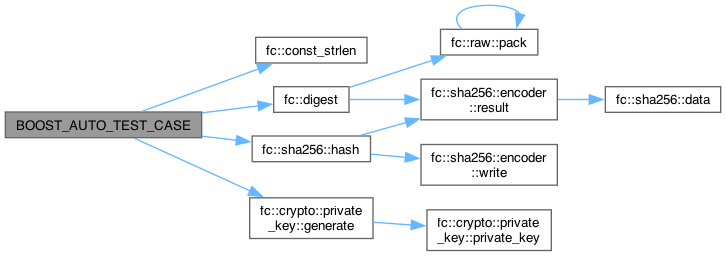 BOOST_AUTO_TEST_CASE
fc::const_strlen
fc::digest
fc::raw::pack
fc::sha256::encoder
::result
fc::sha256::data
fc::sha256::hash
fc::sha256::encoder
::write
fc::crypto::private
_key::generate
fc::crypto::private
_key::private_key